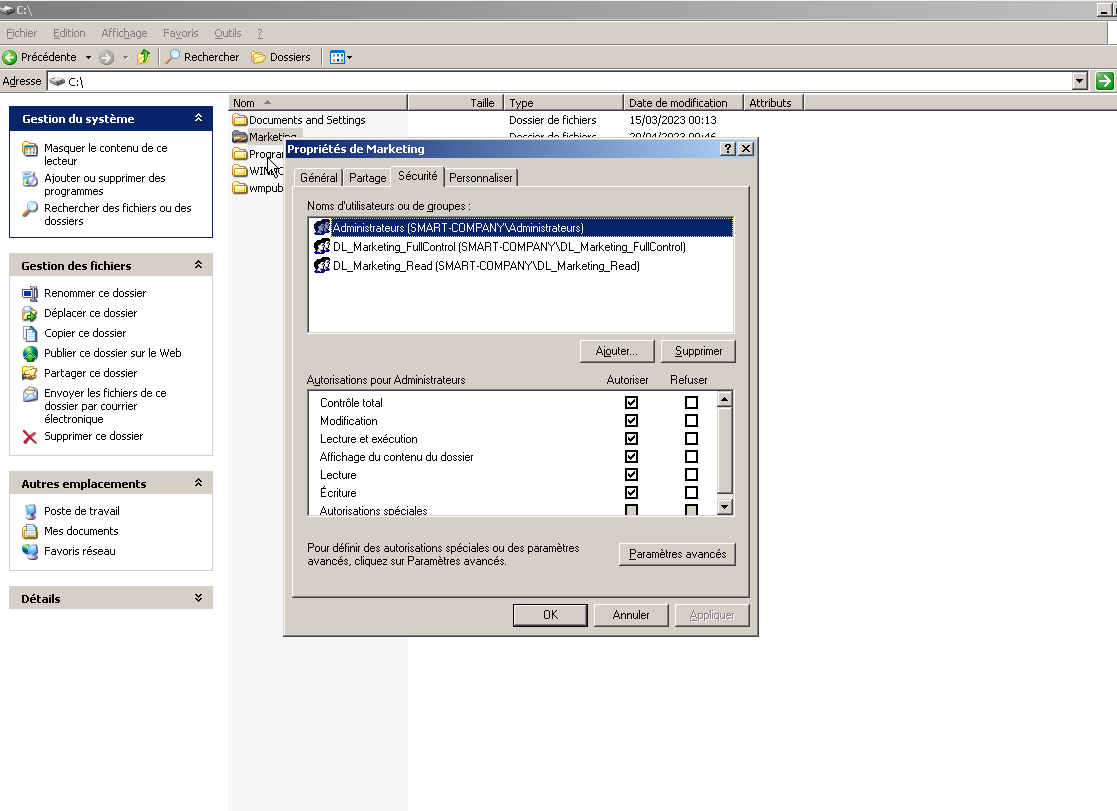 C:\
Fichier Edition Affichage Favoris Outils ?
Précédente Rechercher Dossiers
Adresse C:\
Gestion du système
Masquer le contenu de ce
lecteur
Ajouter ou supprimer des
programmes
Rechercher des fichiers ou des
dossiers
Gestion des fichiers
Renommer ce dossier
Déplacer ce dossier
Copier ce dossier
Publier ce dossier sur le Web
Partager ce dossier
Envoyer les fichiers de ce
dossier par courrier
électronique
Supprimer ce dossier
Autres emplacements
Poste de travail
Mes documents
Favoris réseau
Détails
Nom Taille Type Date de modification Attributs
Documents and Settings Dossier de fichiers 15/03/2023 00:13
Marketing Dossier de fichiers 20/04/2023 00:46
Progra
wmpub
Propriétés de Marketing
Général Partage Sécurité Personnaliser
Noms d'utilisateurs ou de groupes :
Administrateurs (SMART-COMPANY\Administrateurs)
DL_Marketing_FullControl (SMART-COMPANY\DL_Marketing_FullControl)
DL_Marketing_Read (SMART-COMPANY\DL_Marketing_Read)
Ajouter... Supprimer
Autorisations pour Administrateurs Autoriser Refuser
Contrôle total
Modification
Lecture et exécution
Affichage du contenu du dossier
Lecture
Écriture
Autorisations spéciales
Pour définir des autorisations spéciales ou des paramètres
avancés, cliquez sur Paramètres avancés.
Paramètres avancés
OK Annuler Appliquer